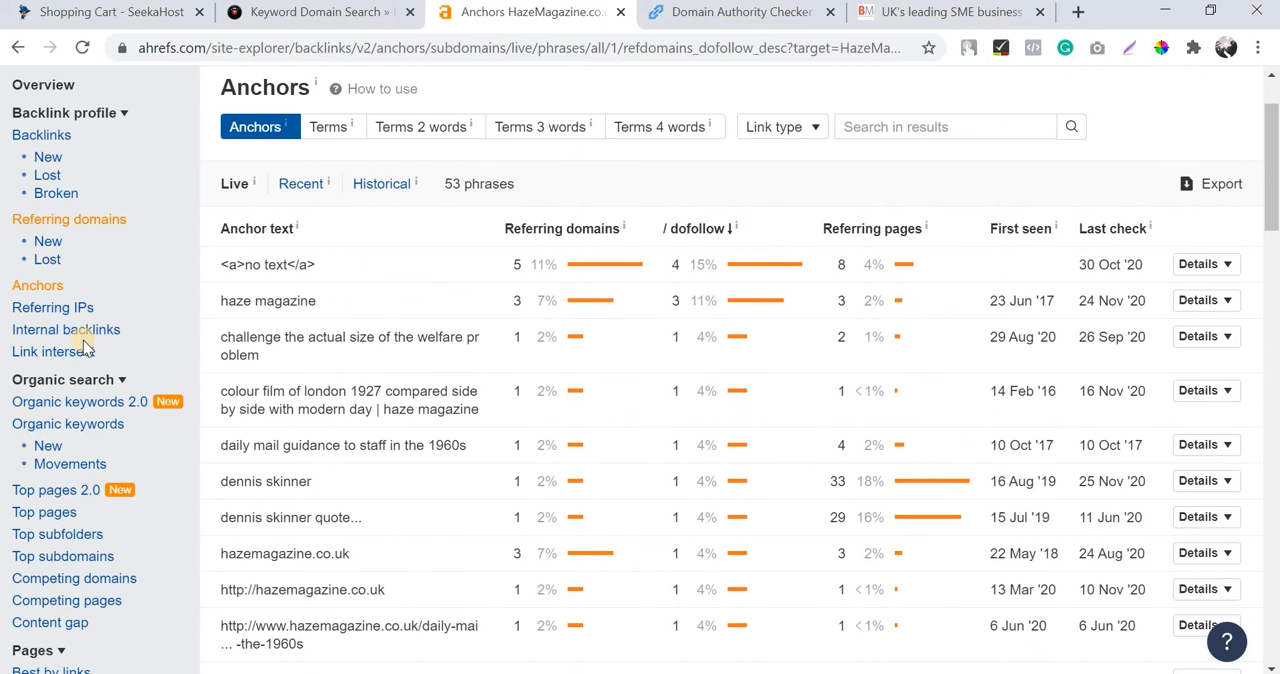 Shopping Cart - SeekaHost
Keyword Domain Search »
Anchors HazeMagazine.co.
Domain Authority Checker
UK's leading SME business
ahrefs.com/site-explorer/backlinks/v2/anchors/subdomains/live/phrases/all/1/refdomains_dofollow_desc?target=HazeMa...
Overview
Backlink profile
Backlinks
New
Lost
Broken
Referring domains
New
Lost
Anchors
Referring IPs
Internal backlinks
Link intersect
Organic search
Organic keywords 2.0 New
Organic keywords
New
Movements
Top pages 2.0 New
Top pages
Top subfolders
Top subdomains
Competing domains
Competing pages
Content gap
Pages
Best by links
Anchors i ? How to use
Anchors i Terms i Terms 2 words i Terms 3 words i Terms 4 words i Link type Search in results
Live i Recent i Historical i 53 phrases Export
Anchor text i Referring domains i / dofollow ↓ i Referring pages i First seen i Last check i
<a>no text</a> 5 11% 4 15% 8 4% 30 Oct '20 Details
haze magazine 3 7% 3 11% 3 2% 23 Jun '17 24 Nov '20 Details
challenge the actual size of the welfare pr
oblem 1 2% 1 4% 2 1% 29 Aug '20 26 Sep '20 Details
colour film of london 1927 compared side
by side with modern day | haze magazine 1 2% 1 4% 1 <1% 14 Feb '16 16 Nov '20 Details
daily mail guidance to staff in the 1960s 1 2% 1 4% 4 2% 10 Oct '17 10 Oct '17 Details
dennis skinner 1 2% 1 4% 33 18% 16 Aug '19 25 Nov '20 Details
dennis skinner quote... 1 2% 1 4% 29 16% 15 Jul '19 11 Jun '20 Details
hazemagazine.co.uk 3 7% 1 4% 3 2% 22 May '18 24 Aug '20 Details
http://hazemagazine.co.uk 1 2% 1 4% 1 <1% 13 Mar '20 10 Nov '20 Details
http://www.hazemagazine.co.uk/daily-mai
... -the-1960s 1 2% 1 4% 1 <1% 6 Jun '20 6 Jun '20 Details
?